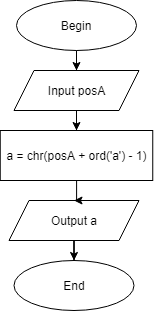 Begin
Input posA
a = chr(posA + ord('a') - 1)
Output a
End